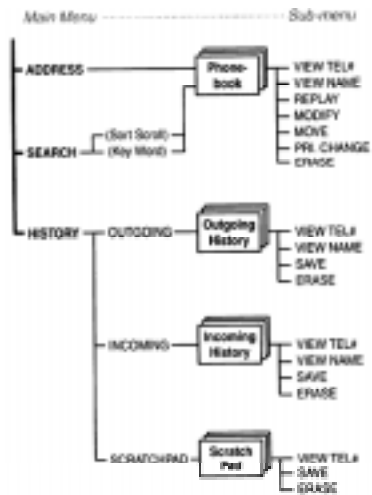 Main Menu Sub-menu
ADDRESS
Phone-
book
VIEW TEL#
VIEW NAME
REPLAY
MODIFY
MOVE
PRI. CHANGE
ERASE
SEARCH
(Sort Scroll)
(Key Word)
HISTORY
OUTGOING
Outgoing
History
VIEW TEL#
VIEW NAME
SAVE
ERASE
INCOMING
Incoming
History
VIEW TEL#
VIEW NAME
SAVE
ERASE
SCRATCHPAD
Scratch
Pad
VIEW TEL#
SAVE
ERASE